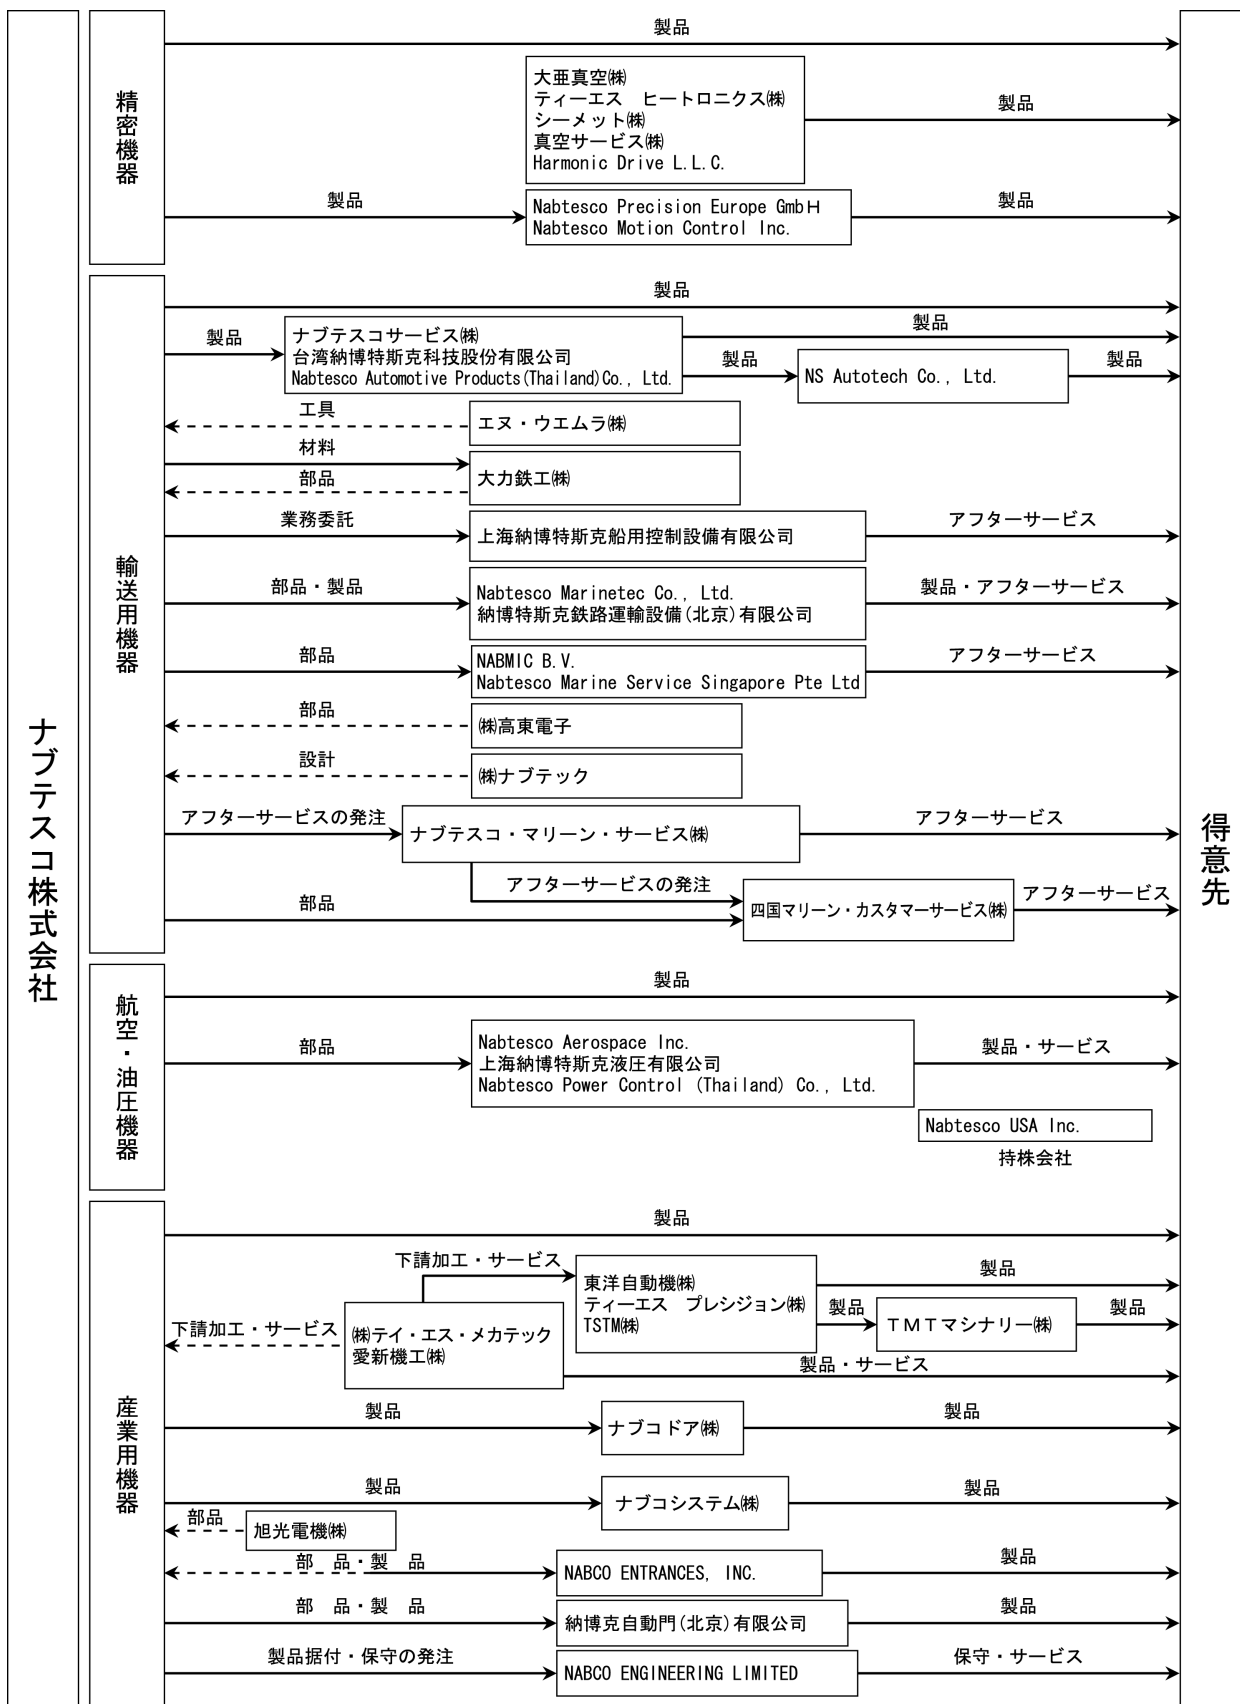 ナブテスコ株式会社
精密機器
製品
大亜真空㈱
ティーエス　ヒートロニクス㈱
シーメット㈱
真空サービス㈱
Harmonic Drive L.L.C.
製品
製品
Nabtesco Precision Europe GmbH
Nabtesco Motion Control Inc.
製品
輸送用機器
製品
製品
ナブテスコサービス㈱
台湾納博特斯克科技股份有限公司
Nabtesco Automotive Products(Thailand)Co., Ltd.
製品
製品
NS Autotech Co., Ltd.
製品
工具
エヌ・ウエムラ㈱
材料
部品
大力鉄工㈱
業務委託
上海納博特斯克船用控制設備有限公司
アフターサービス
部品・製品
Nabtesco Marinetec Co., Ltd.
納博特斯克鉄路運輸設備(北京)有限公司
製品・アフターサービス
部品
NABMIC B.V.
Nabtesco Marine Service Singapore Pte Ltd
アフターサービス
部品
㈱高東電子
設計
㈱ナブテック
アフターサービスの発注
ナブテスコ・マリーン・サービス㈱
アフターサービス
アフターサービスの発注
部品
四国マリーン・カスタマーサービス㈱
アフターサービス
航空・油圧機器
製品
部品
Nabtesco Aerospace Inc.
上海納博特斯克液圧有限公司
Nabtesco Power Control (Thailand) Co., Ltd.
製品・サービス
Nabtesco USA Inc.
持株会社
産業用機器
製品
下請加工・サービス
東洋自動機㈱
ティーエス　プレシジョン㈱
TSTM㈱
製品
製品
ＴＭＴマシナリー㈱
製品
下請加工・サービス
㈱テイ・エス・メカテック
愛新機工㈱
製品・サービス
製品
ナブコドア㈱
製品
製品
ナブコシステム㈱
製品
部品
旭光電機㈱
部　品・製　品
NABCO ENTRANCES, INC.
製品
部　品・製　品
納博克自動門(北京)有限公司
製品
製品据付・保守の発注
NABCO ENGINEERING LIMITED
保守・サービス
得意先